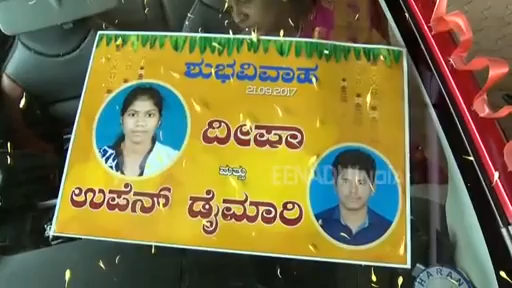 ಶುಭವಿವಾಹ
21.09.2017
ದೀಪಾ
ಮತ್ತು
ಉಪೆನ್ ಡೈಮಾರಿ
EENADU India